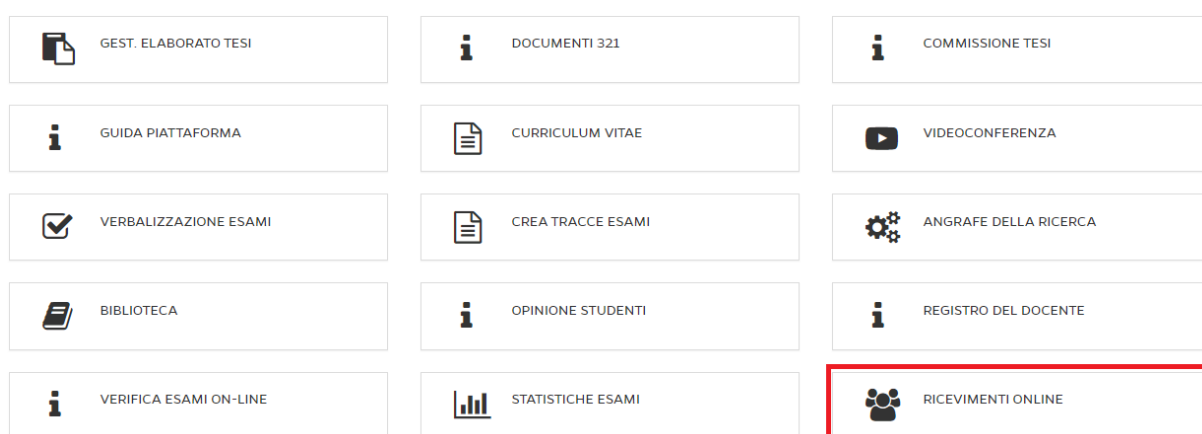 GEST. ELABORATO TESI
DOCUMENTI 321
COMMISSIONE TESI
GUIDA PIATTAFORMA
CURRICULUM VITAE
VIDEOCONFERENZA
VERBALIZZAZIONE ESAMI
CREA TRACCE ESAMI
ANGRAFE DELLA RICERCA
BIBLIOTECA
OPINIONE STUDENTI
REGISTRO DEL DOCENTE
VERIFICA ESAMI ON-LINE
STATISTICHE ESAMI
RICEVIMENTI ONLINE